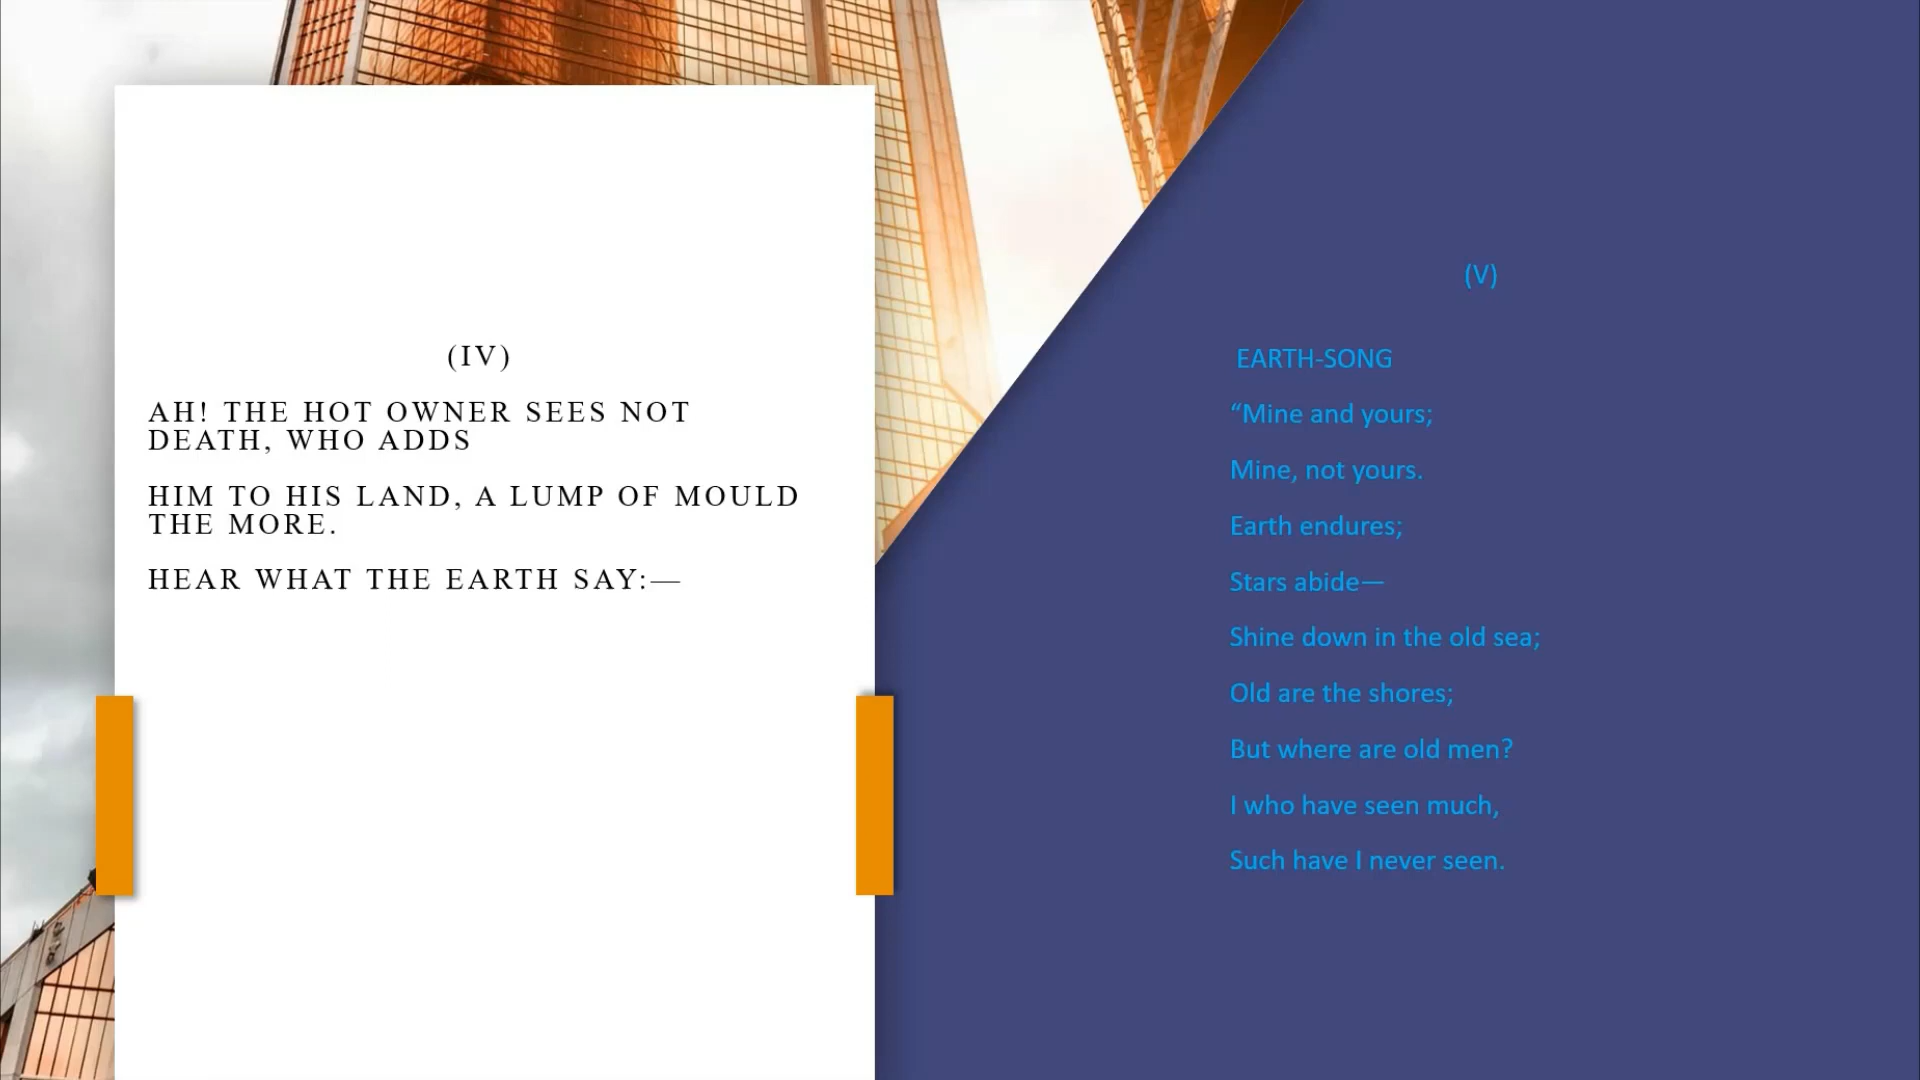 (IV)
AH! THE HOT OWNER SEES NOT
DEATH, WHO ADDS
HIM TO HIS LAND, A LUMP OF MOULD
THE MORE.
HEAR WHAT THE EARTH SAY:—
(V)
EARTH-SONG
“Mine and yours;
Mine, not yours.
Earth endures;
Stars abide—
Shine down in the old sea;
Old are the shores;
But where are old men?
I who have seen much,
Such have I never seen.